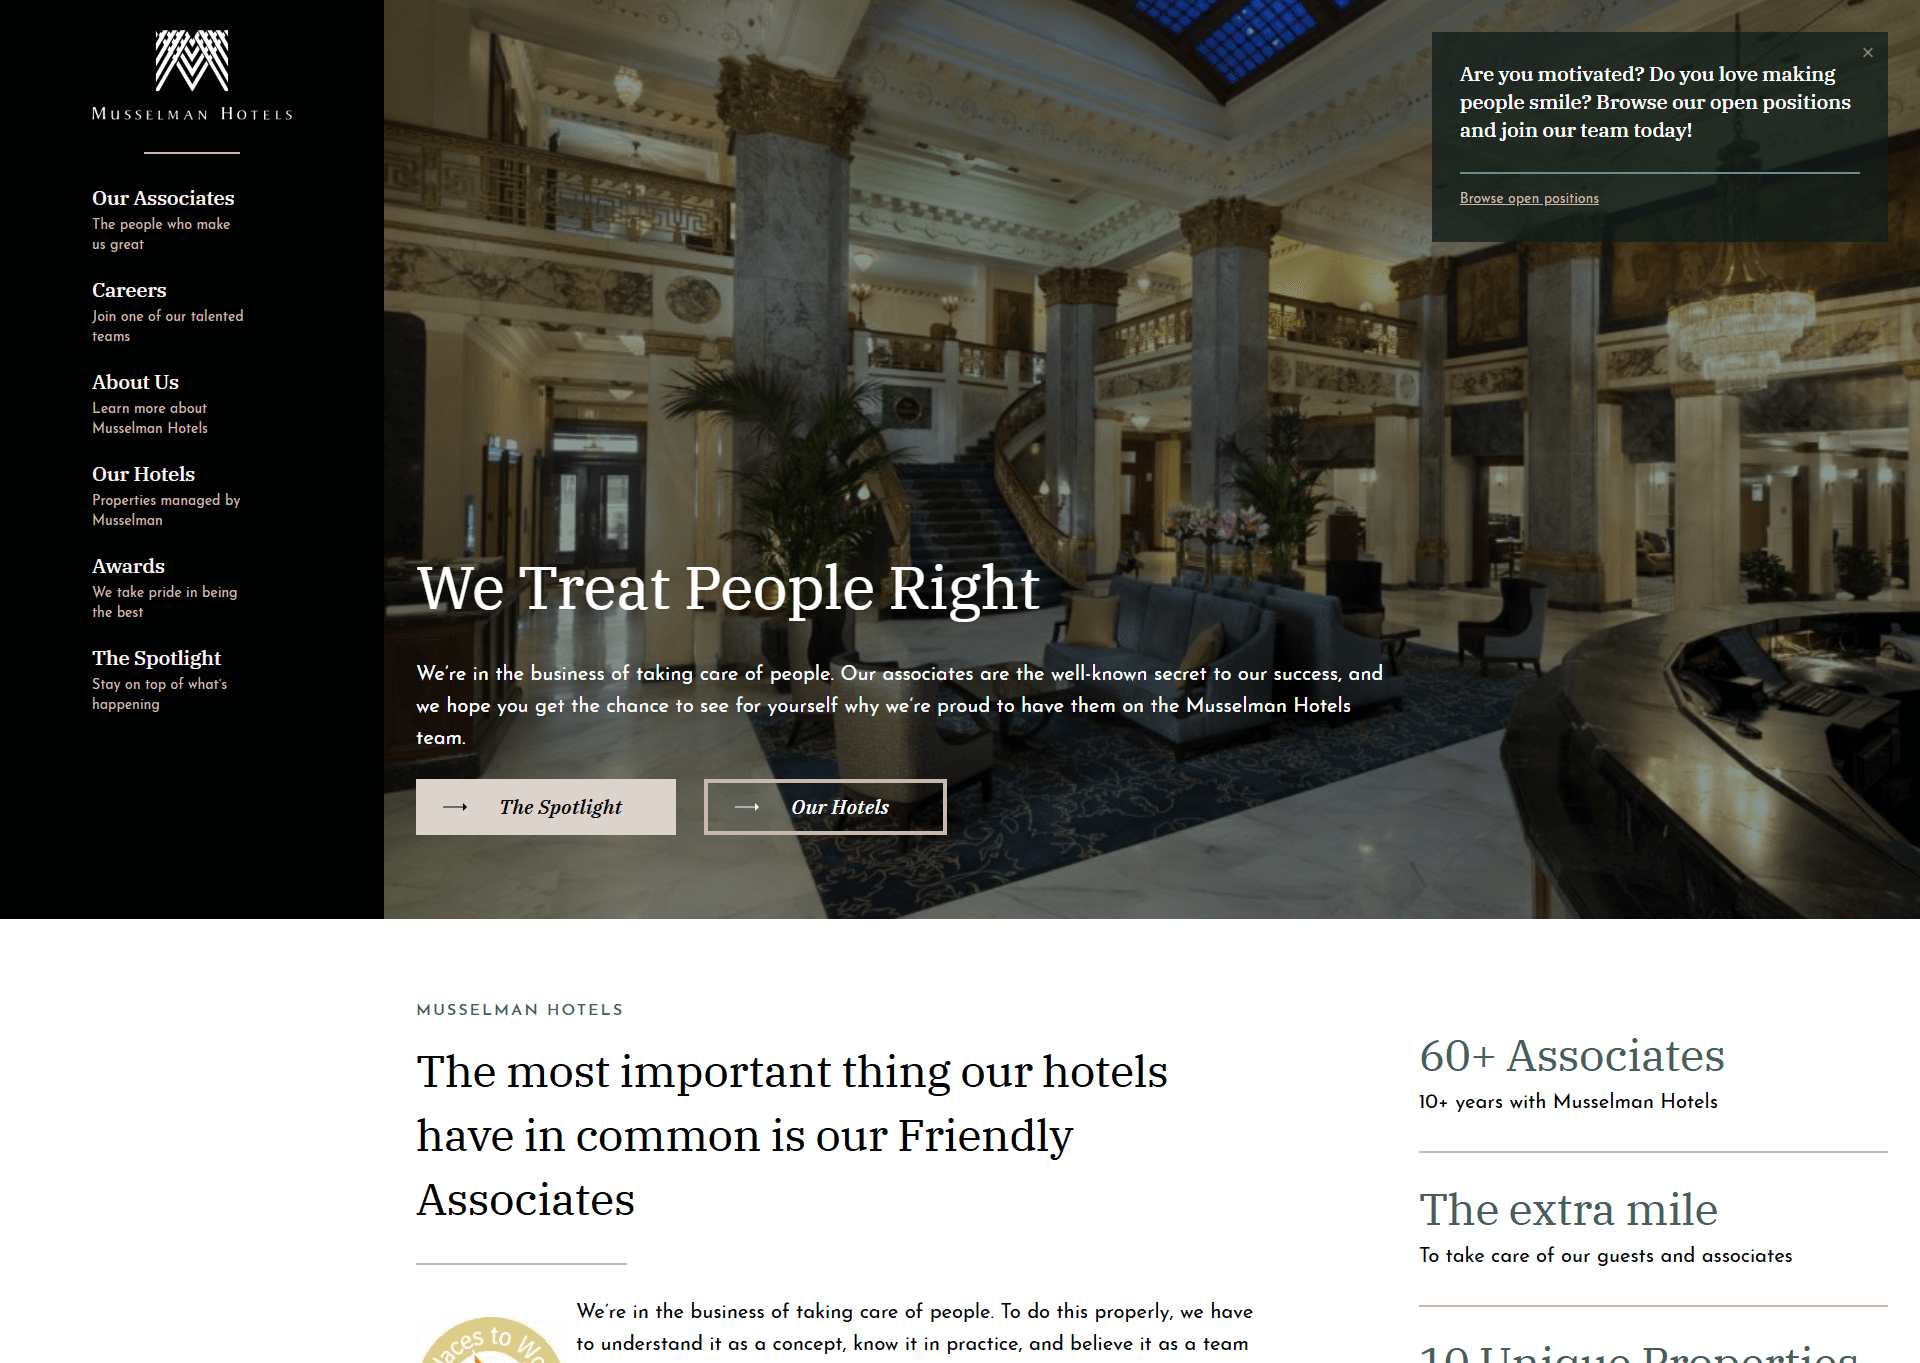 MUSSELMAN HOTELS
Our Associates
The people who make
us great
Careers
Join one of our talented
teams
About Us
Learn more about
Musselman Hotels
Our Hotels
Properties managed by
Musselman
Awards
We take pride in being
the best
The Spotlight
Stay on top of what's
happening
Are you motivated? Do you love making
people smile? Browse our open positions
and join our team today!
Browse open positions
We Treat People Right
We're in the business of taking care of people. Our associates are the well-known secret to our success, and
we hope you get the chance to see for yourself why we're proud to have them on the Musselman Hotels
team.
The Spotlight
Our Hotels
MUSSELMAN HOTELS
The most important thing our hotels
have in common is our Friendly
Associates
We're in the business of taking care of people. To do this properly, we have
to understand it as a concept, know it in practice, and believe it as a team
60+ Associates
10+ years with Musselman Hotels
The extra mile
To take care of our guests and associates
10 Unique Properties